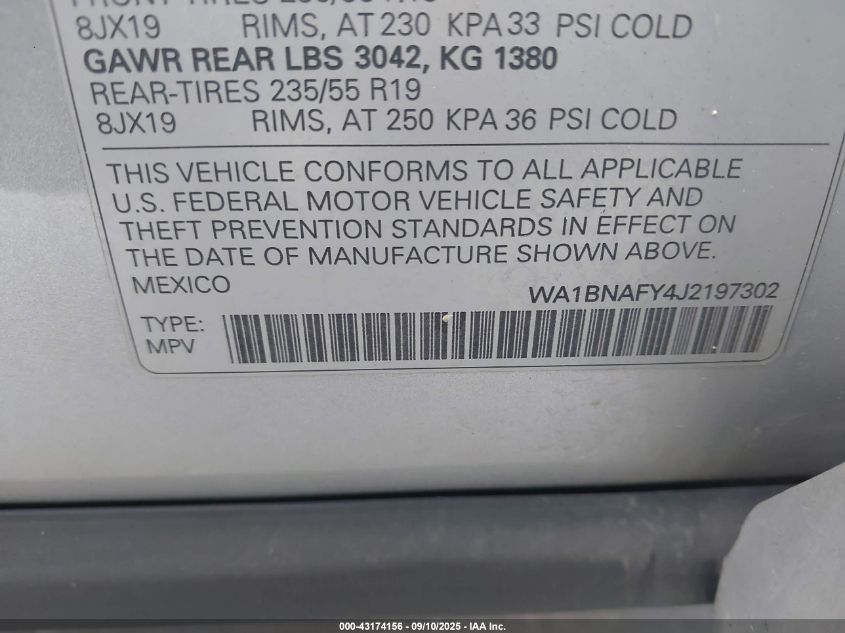 8JX19 RIMS, AT 230 KPA 33 PSI COLD
GAWR REAR LBS 3042, KG 1380
REAR-TIRES 235/55 R19
8JX19 RIMS, AT 250 KPA 36 PSI COLD
THIS VEHICLE CONFORMS TO ALL APPLICABLE
U.S. FEDERAL MOTOR VEHICLE SAFETY AND
THEFT PREVENTION STANDARDS IN EFFECT ON
THE DATE OF MANUFACTURE SHOWN ABOVE.
MEXICO
WA1BNAFY4J2197302
TYPE:
MPV
000-43174156 - 09/10/2025 - IAA Inc.